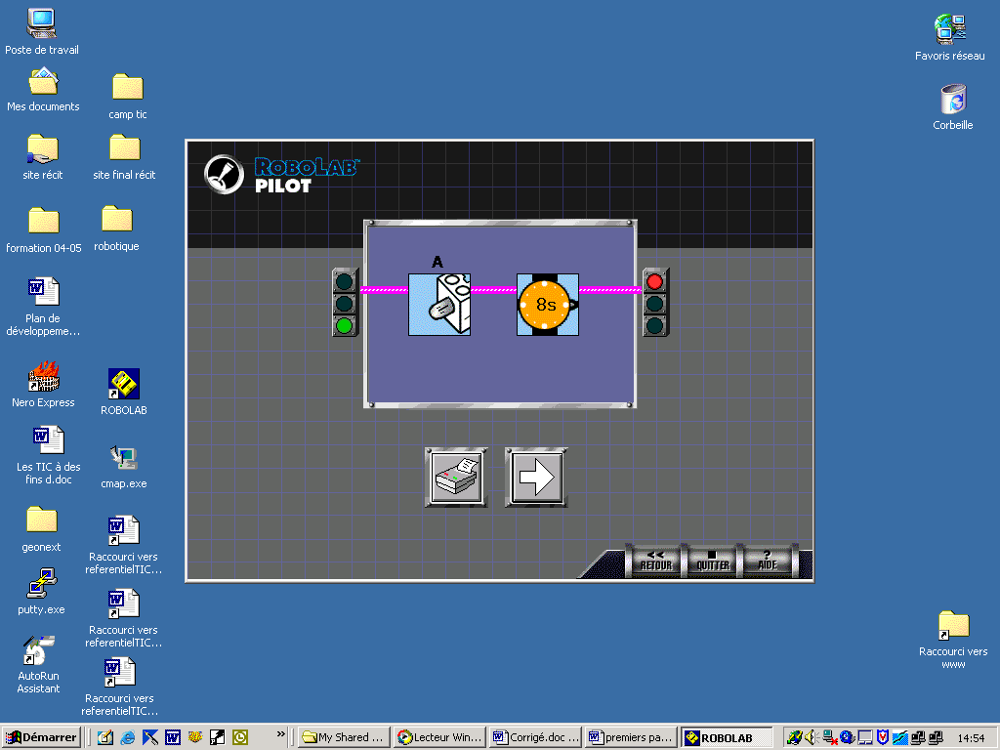 Poste de travail
Mes documents
camp tic
site récit
site final récit
formation 04-05
robotique
Plan de
développeme...
Nero Express
ROBOLAB
Les TIC à des
fins d.doc
cmap.exe
geonext
Raccourci vers
referentielTIC...
putty.exe
Raccourci vers
referentielTIC...
AutoRun
Assistant
Raccourci vers
referentielTIC...
Favoris réseau
Corbeille
Raccourci vers
www
ROBOLAB™
PILOT
A
8s
<<
RETOUR
QUITTER
?
AIDE
Démarrer
»
My Shared ...
Lecteur Win...
Corrigé.doc ...
premiers pa...
ROBOLAB
14:54